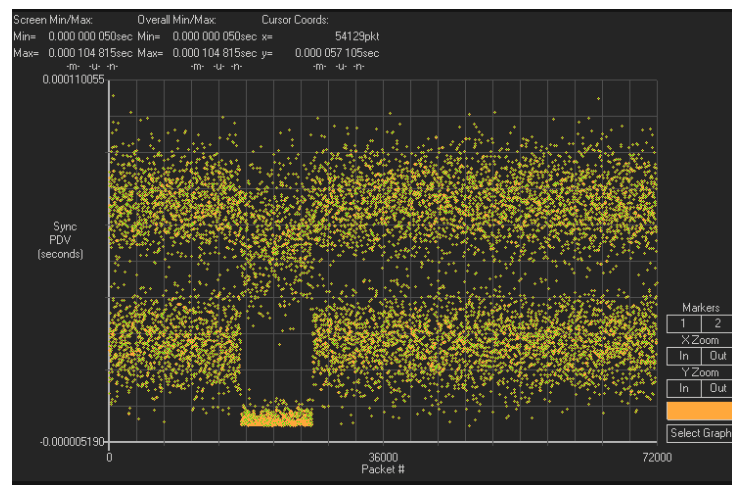 Screen Min/Max: Overall Min/Max: Cursor Coords:
Min= 0.000 000 050sec Min= 0.000 000 050sec x= 54129pkt
Max= 0.000 104 815sec Max= 0.000 104 815sec y= 0.000 057 105sec
-m- -u- -n- -m- -u- -n- -m- -u- -n-
0.000110055
Sync
PDV
(seconds)
Markers
1 2
X Zoom
In Out
Y Zoom
In Out
Select Graph
-0.000005190
0 36000 72000
Packet #